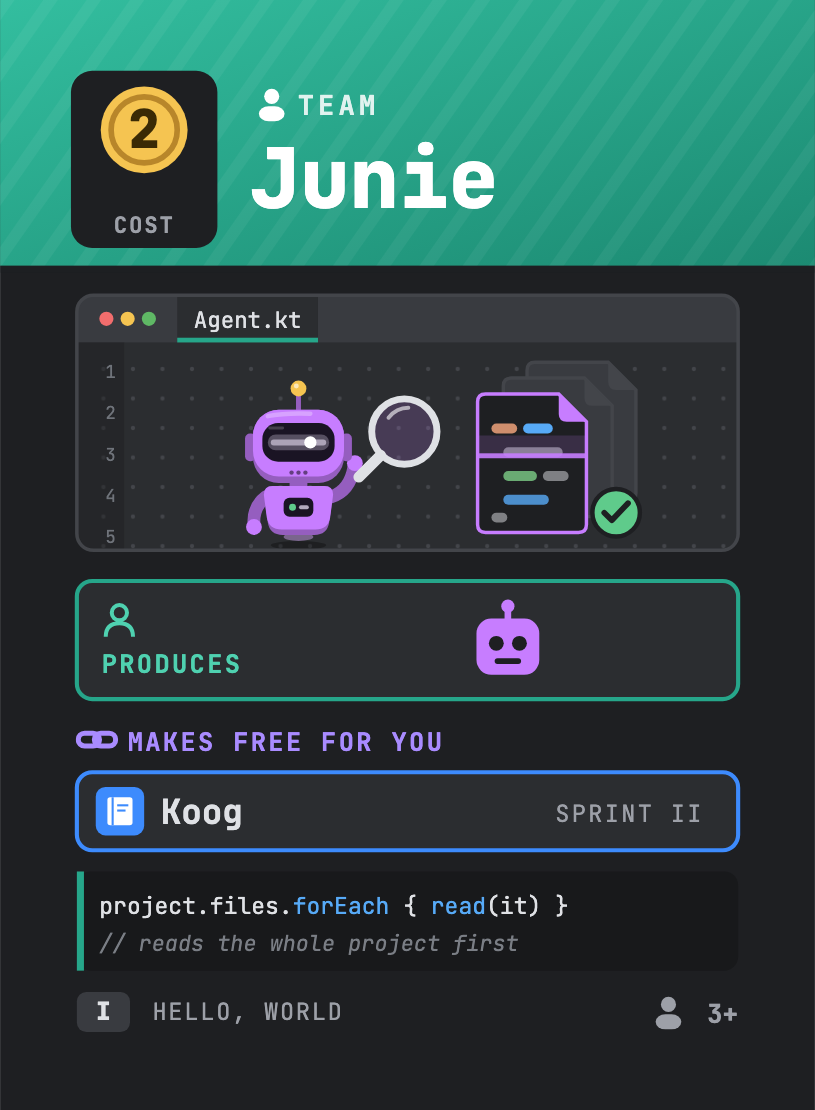 2
COST
TEAM
Junie
Agent.kt
1
2
3
4
5
PRODUCES
MAKES FREE FOR YOU
Koog
SPRINT II
project.files.forEach { read(it) }
// reads the whole project first
I
HELLO, WORLD
3+